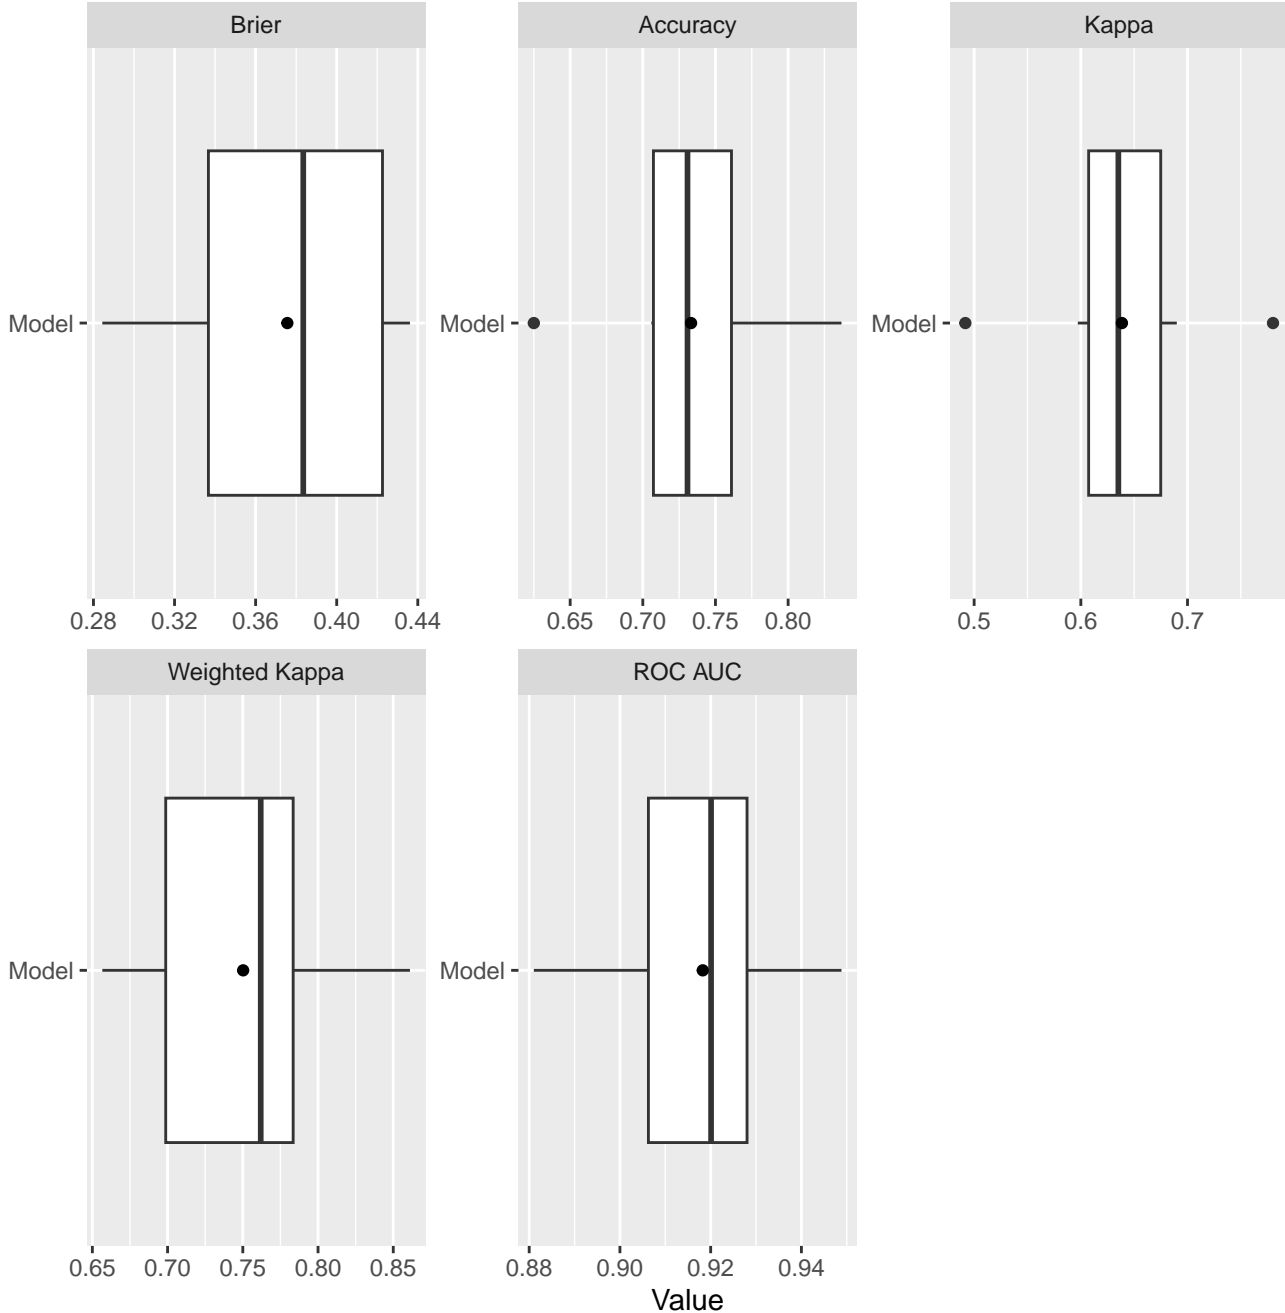 Brier
Accuracy
Kappa
Model
Model
Model
0.28 0.32 0.36 0.40 0.44
0.65 0.70 0.75 0.80
0.5 0.6 0.7
Weighted Kappa
ROC AUC
Model
Model
0.65 0.70 0.75 0.80 0.85
0.88 0.90 0.92 0.94
Value